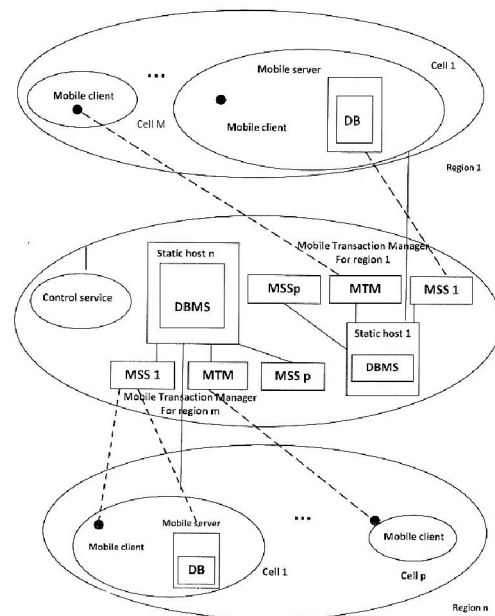 Cell 1
Mobile server
...
Mobile client
Cell M
Mobile client
DB
Region 1
Mobile Transaction Manager
For region 1
Static host n
MSSp
MTM
MSS 1
Control service
DBMS
Static host 1
DBMS
MSS 1
MTM
MSS p
Mobile Transaction Manager
For region m
...
Mobile server
Mobile client
Mobile client
DB
Cell 1
Cell p
Region n